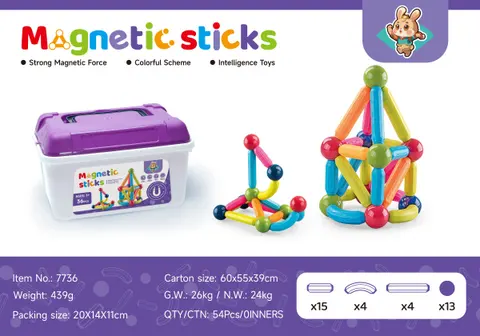 Magnetic sticks
● Strong Magnetic Force ● Colorful Scheme ● Intelligence Toys
Magnetic
sticks
Item No.: 7736
Weight: 439g
Packing size: 20X14X11cm
Carton size: 60x55x39cm
G.W.: 26kg / N.W.: 24kg
QTY/CTN: 54Pcs/0INNERS
x15 x4 x4 x13